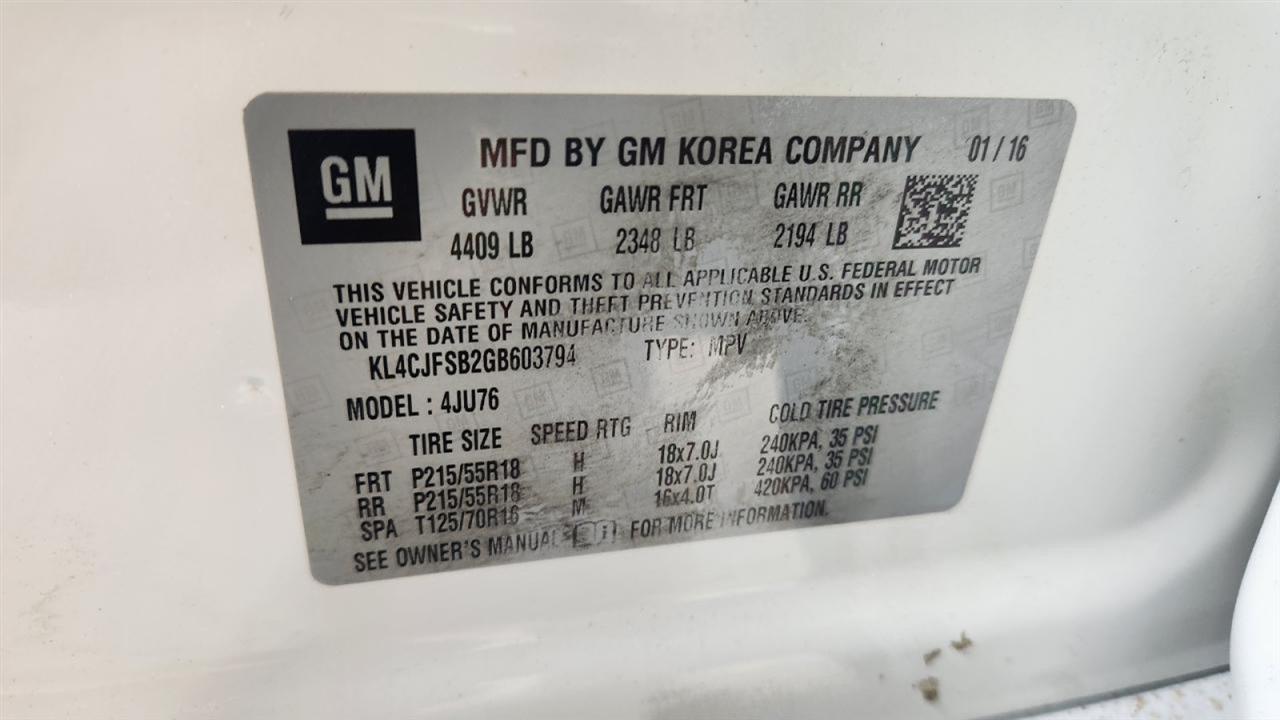 GM
MFD BY GM KOREA COMPANY 01/16
GVWR GAWR FRT GAWR RR
4409 LB 2348 LB 2194 LB
THIS VEHICLE CONFORMS TO ALL APPLICABLE U.S. FEDERAL MOTOR
VEHICLE SAFETY AND THEFT PREVENTION STANDARDS IN EFFECT
ON THE DATE OF MANUFACTURE SHOWN ABOVE.
KL4CJFSB2GB603794 TYPE: MPV
MODEL : 4JU76
TIRE SIZE SPEED RTG RIM COLD TIRE PRESSURE
FRT P215/55R18 H 18x7.0J 240KPA, 35 PSI
RR P215/55R18 H 18x7.0J 240KPA, 35 PSI
SPA T125/70R16 M 16x4.0T 420KPA, 60 PSI
SEE OWNER'S MANUAL FOR MORE INFORMATION.